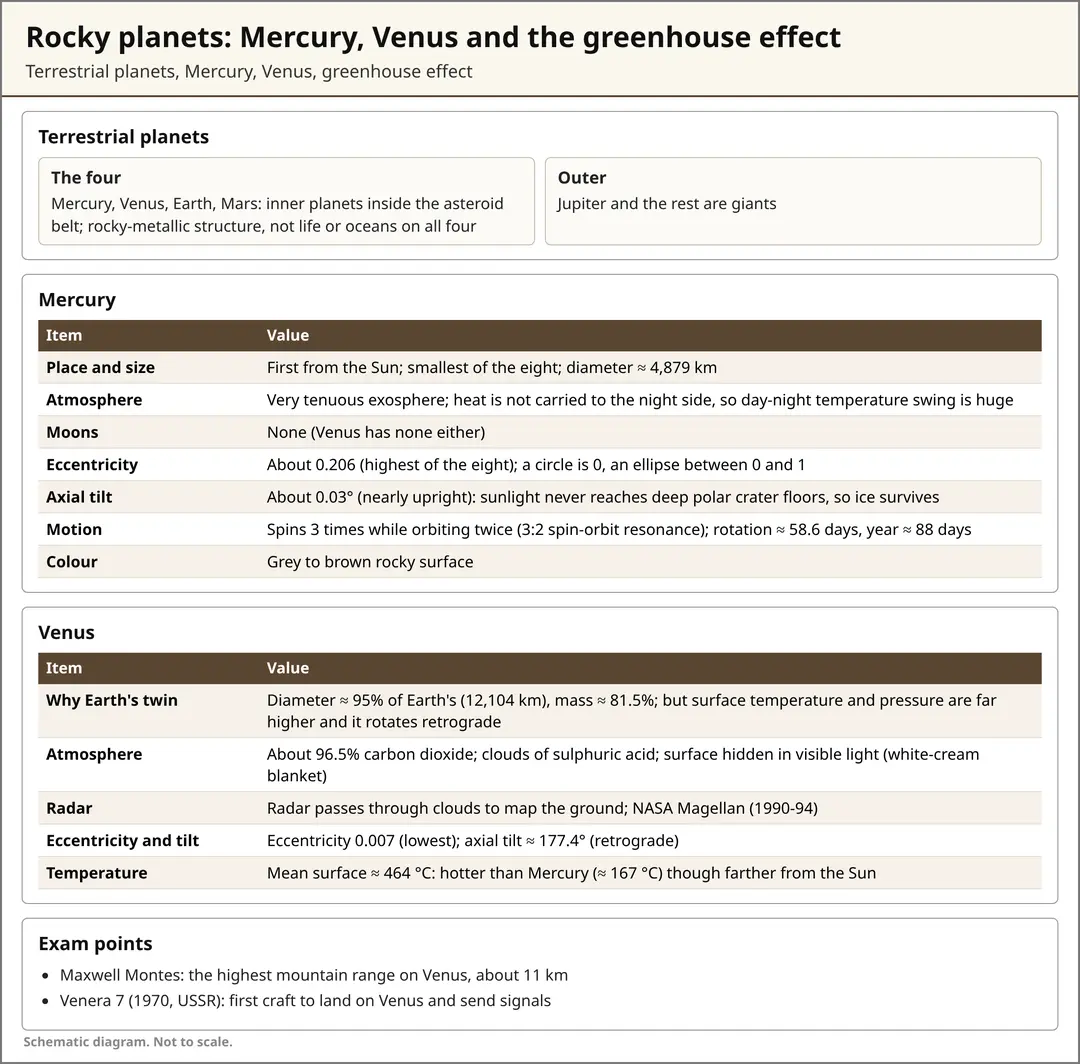 Rocky planets: Mercury, Venus and the greenhouse effect
Terrestrial planets, Mercury, Venus, greenhouse effect
Terrestrial planets
The four
Mercury, Venus, Earth, Mars: inner planets inside the asteroid
belt; rocky-metallic structure, not life or oceans on all four
Outer
Jupiter and the rest are giants
Mercury
Item Value
Place and size First from the Sun; smallest of the eight; diameter ≈ 4,879 km
Atmosphere Very tenuous exosphere; heat is not carried to the night side, so day-night temperature swing is huge
Moons None (Venus has none either)
Eccentricity About 0.206 (highest of the eight); a circle is 0, an ellipse between 0 and 1
Axial tilt About 0.03° (nearly upright): sunlight never reaches deep polar crater floors, so ice survives
Motion Spins 3 times while orbiting twice (3:2 spin-orbit resonance); rotation ≈ 58.6 days, year ≈ 88 days
Colour Grey to brown rocky surface
Venus
Item Value
Why Earth's twin Diameter ≈ 95% of Earth's (12,104 km), mass ≈ 81.5%; but surface temperature and pressure are far
higher and it rotates retrograde
Atmosphere About 96.5% carbon dioxide; clouds of sulphuric acid; surface hidden in visible light (white-cream
blanket)
Radar Radar passes through clouds to map the ground; NASA Magellan (1990-94)
Eccentricity and tilt Eccentricity 0.007 (lowest); axial tilt ≈ 177.4° (retrograde)
Temperature Mean surface ≈ 464 °C: hotter than Mercury (≈ 167 °C) though farther from the Sun
Exam points
• Maxwell Montes: the highest mountain range on Venus, about 11 km
• Venera 7 (1970, USSR): first craft to land on Venus and send signals
Schematic diagram. Not to scale.